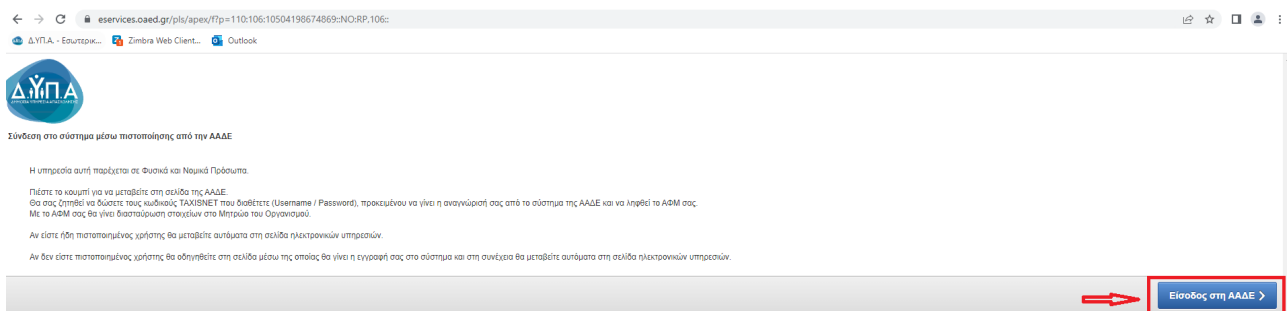 eservices.oaed.gr/pls/apex/f?p=110:106:10504198674869::NO:RP,106::
Δ.ΥΠ.Α. - Εσωτερικ... Zimbra Web Client... Outlook
Δ.ΥΠ.Α
ΔΗΜΟΣΙΑ ΥΠΗΡΕΣΙΑ ΑΠΑΣΧΟΛΗΣΗΣ
Σύνδεση στο σύστημα μέσω πιστοποίησης από την ΑΑΔΕ
Η υπηρεσία αυτή παρέχεται σε Φυσικά και Νομικά Πρόσωπα.
Πιέστε το κουμπί για να μεταβείτε στη σελίδα της ΑΑΔΕ.
Θα σας ζητηθεί να δώσετε τους κωδικούς TAXISNET που διαθέτετε (Username / Password), προκειμένου να γίνει η αναγνώρισή σας από το σύστημα της ΑΑΔΕ και να ληφθεί το ΑΦΜ σας.
Με το ΑΦΜ σας θα γίνει διασταύρωση στοιχείων στο Μητρώο του Οργανισμού.
Αν είστε ήδη πιστοποιημένος χρήστης θα μεταβείτε αυτόματα στη σελίδα ηλεκτρονικών υπηρεσιών.
Αν δεν είστε πιστοποιημένος χρήστης θα οδηγηθείτε στη σελίδα μέσω της οποίας θα γίνει η εγγραφή σας στο σύστημα και στη συνέχεια θα μεταβείτε αυτόματα στη σελίδα ηλεκτρονικών υπηρεσιών.
Είσοδος στη ΑΑΔΕ